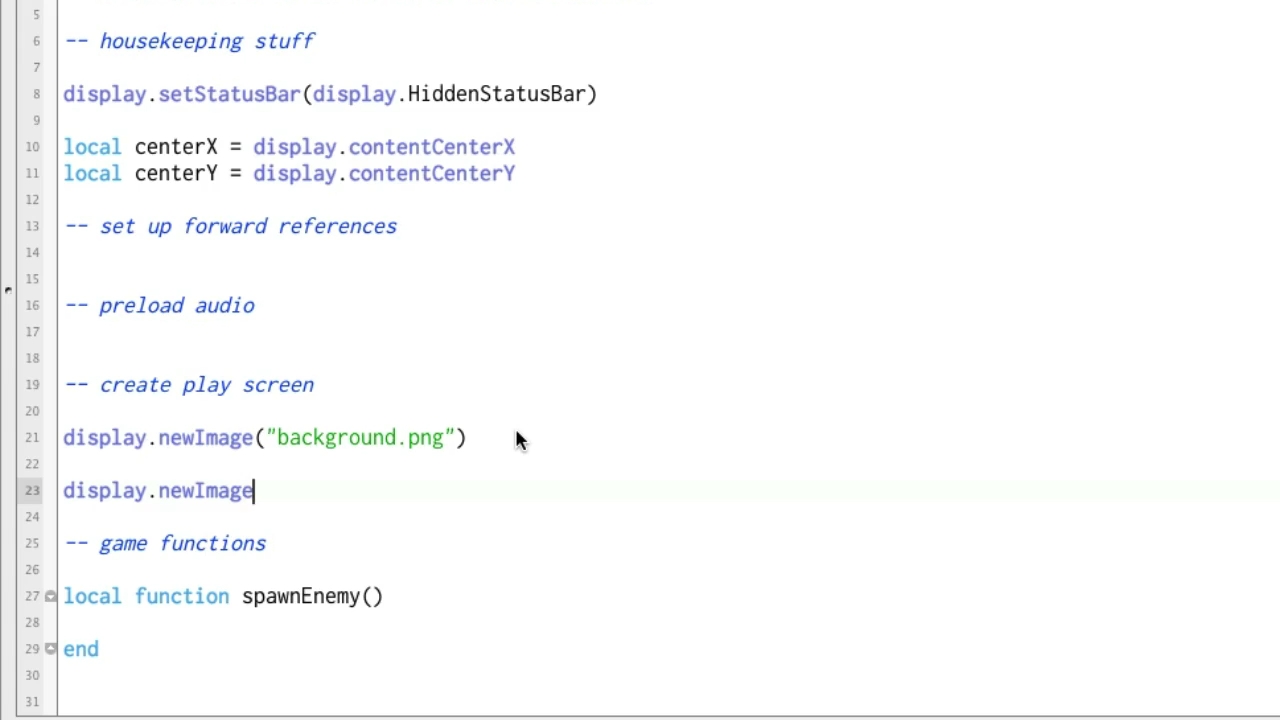 5
6 -- housekeeping stuff
7
8 display.setStatusBar(display.HiddenStatusBar)
9
10 local centerX = display.contentCenterX
11 local centerY = display.contentCenterY
12
13 -- set up forward references
14
15
16 -- preload audio
17
18
19 -- create play screen
20
21 display.newImage("background.png")
22
23 display.newImage
24
25 -- game functions
26
27 local function spawnEnemy()
28
29 end
30
31